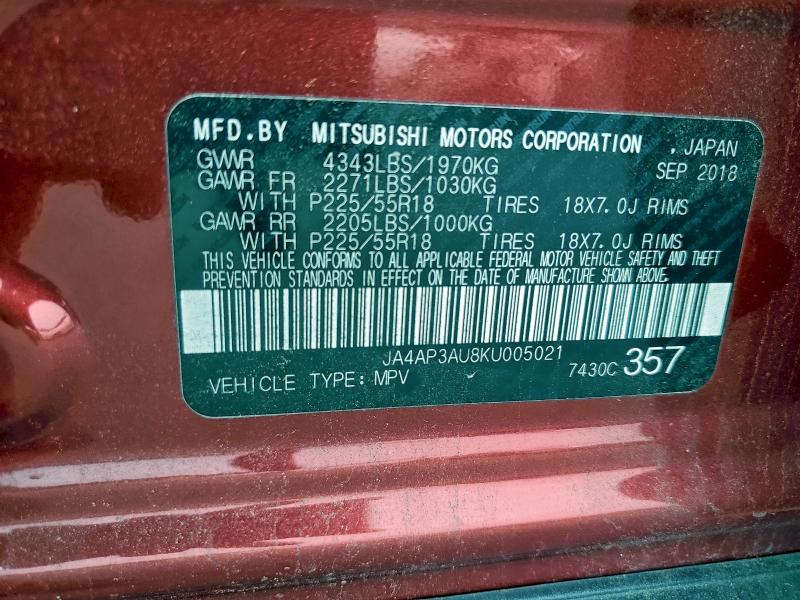 MFD.BY MITSUBISHI MOTORS CORPORATION , JAPAN
GVWR 4343LBS/1970KG SEP 2018
GAWR FR 2271LBS/1030KG
WITH P225/55R18 TIRES 18X7.0J RIMS
GAWR RR 2205LBS/1000KG
WITH P225/55R18 TIRES 18X7.0J RIMS
THIS VEHICLE CONFORMS TO ALL APPLICABLE FEDERAL MOTOR VEHICLE SAFETY AND THEFT
PREVENTION STANDARDS IN EFFECT ON THE DATE OF MANUFACTURE SHOWN ABOVE.
JA4AP3AU8KU005021
VEHICLE TYPE: MPV 7430C 357